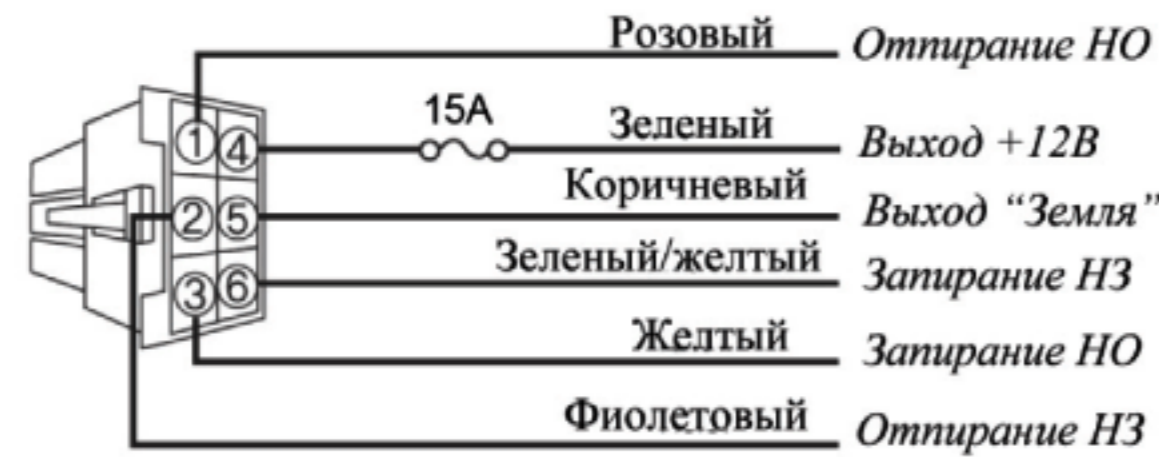 Розовый Отпирание НО
15А
Зеленый Выход +12В
Коричневый Выход “Земля”
Зеленый/желтый Запирание НЗ
Желтый Запирание НО
Фиолетовый Отпирание НЗ
1 4
2 5
3 6